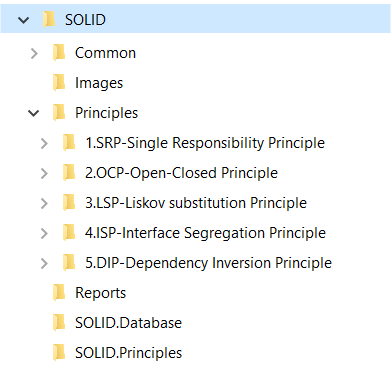 SOLID
Common
Images
Principles
1.SRP-Single Responsibility Principle
2.OCP-Open-Closed Principle
3.LSP-Liskov substitution Principle
4.ISP-Interface Segregation Principle
5.DIP-Dependency Inversion Principle
Reports
SOLID.Database
SOLID.Principles